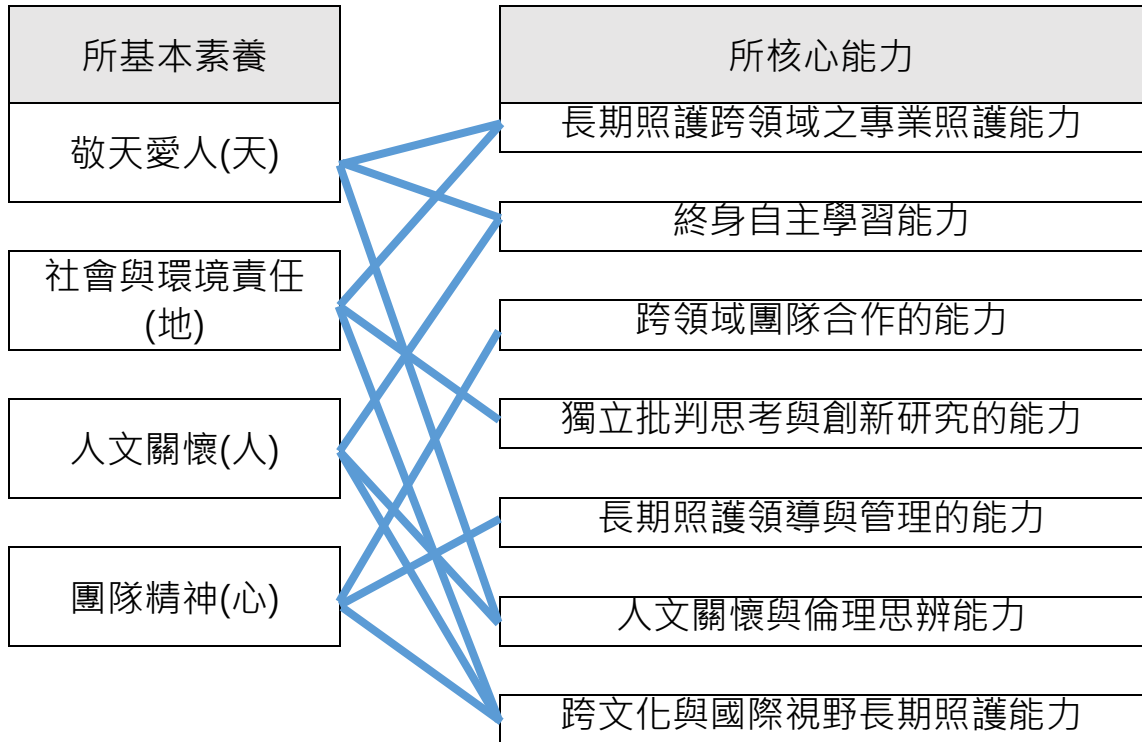 所基本素養
敬天愛人(天)
社會與環境責任
(地)
人文關懷(人)
團隊精神(心)
所核心能力
長期照護跨領域之專業照護能力
終身自主學習能力
跨領域團隊合作的能力
獨立批判思考與創新研究的能力
長期照護領導與管理的能力
人文關懷與倫理思辨能力
跨文化與國際視野長期照護能力